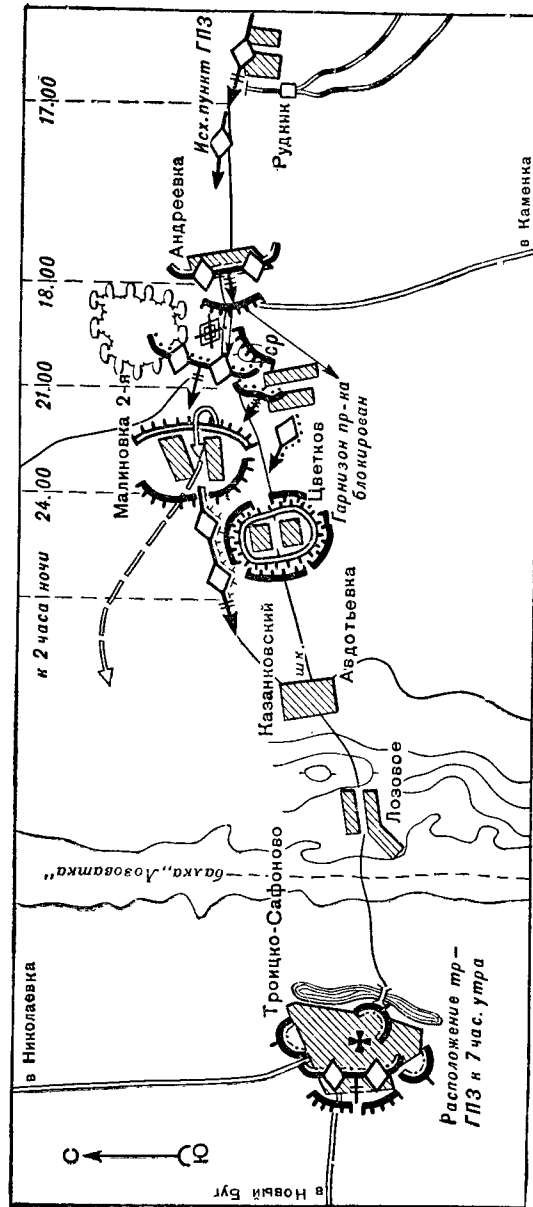 в Николаевка
С
Ю
в Новый Буг
Троицко-Сафоново
Расположение тр-
ГПЗ к 7 час. утра
балка „Лозоватка"
Лозовое
Казанковский
шк.
Авдотьевка
к 2 часа ночи
24.00
Малиновка 2-я
Цветков
Гарнизон пр-ка
блокирован
21.00
ср
18.00
Андреевка
в Каменка
17.00
Исх. пункт ГПЗ
Рудник